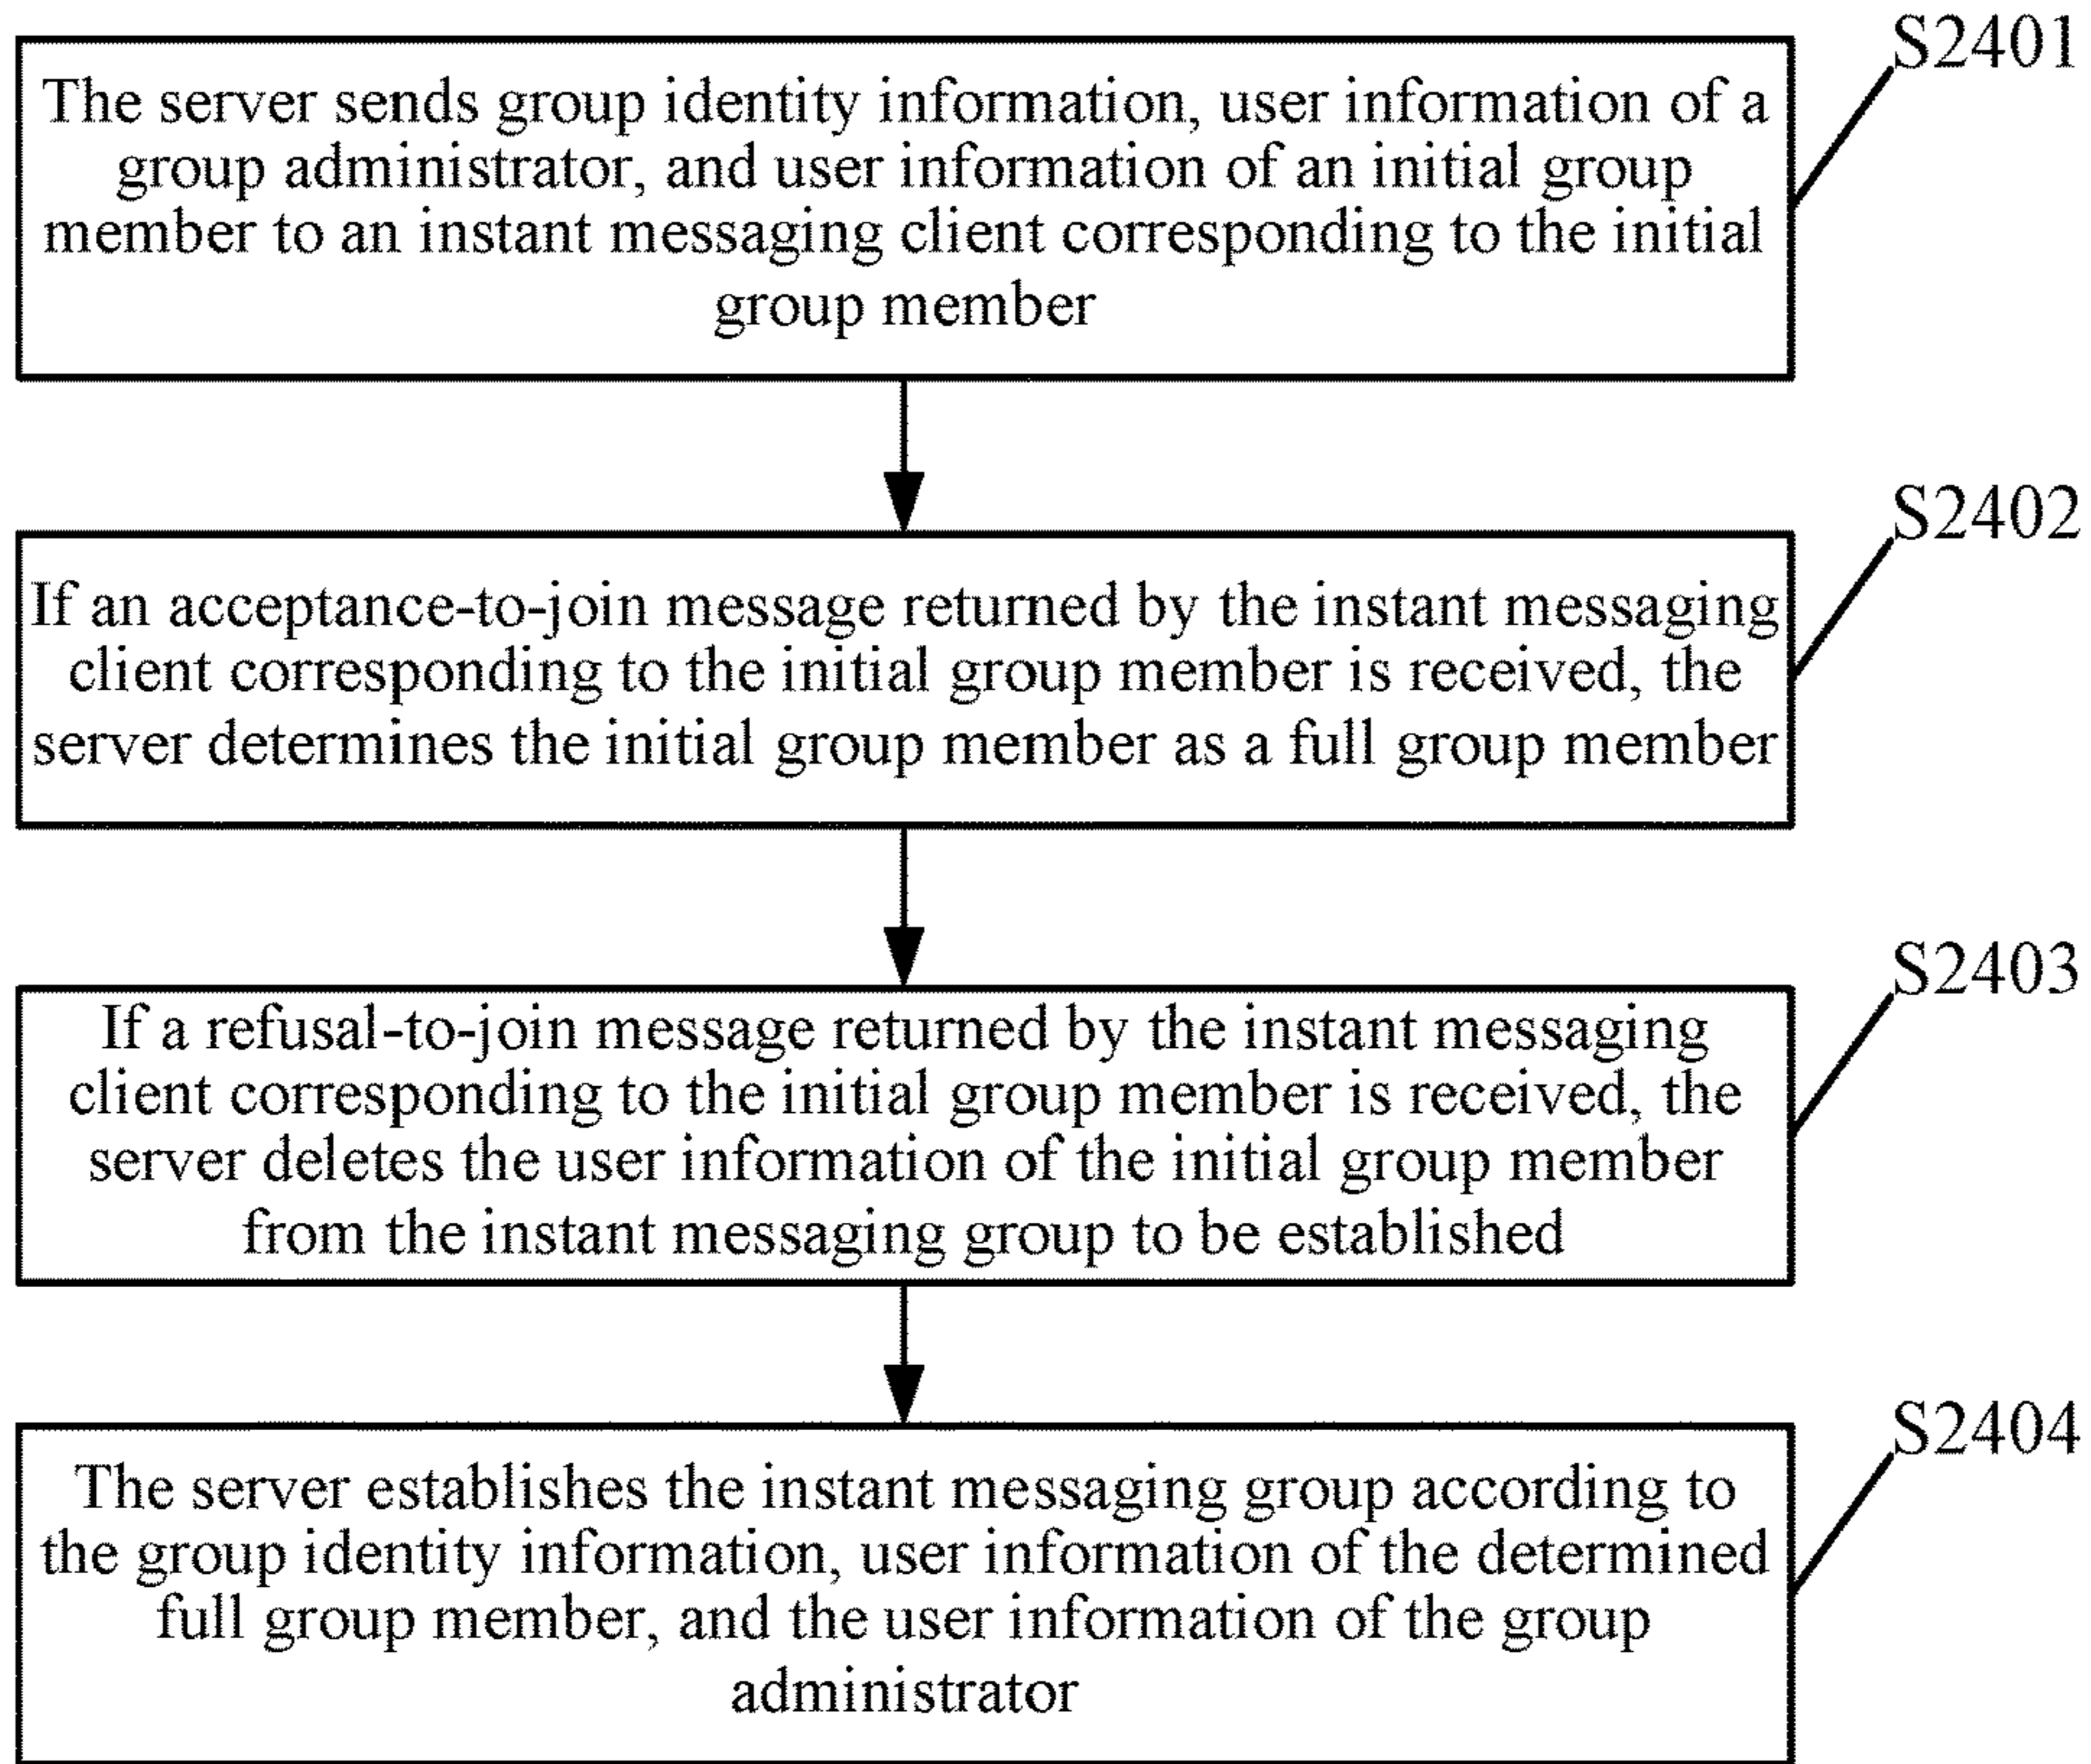 S2401
The server sends group identity information, user information of a
group administrator, and user information of an initial group
member to an instant messaging client corresponding to the initial
group member
S2402
If an acceptance-to-join message returned by the instant messaging
client corresponding to the initial group member is received, the
server determines the initial group member as a full group member
S2403
If a refusal-to-join message returned by the instant messaging
client corresponding to the initial group member is received, the
server deletes the user information of the initial group member
from the instant messaging group to be established
S2404
The server establishes the instant messaging group according to
the group identity information, user information of the determined
full group member, and the user information of the group
administrator